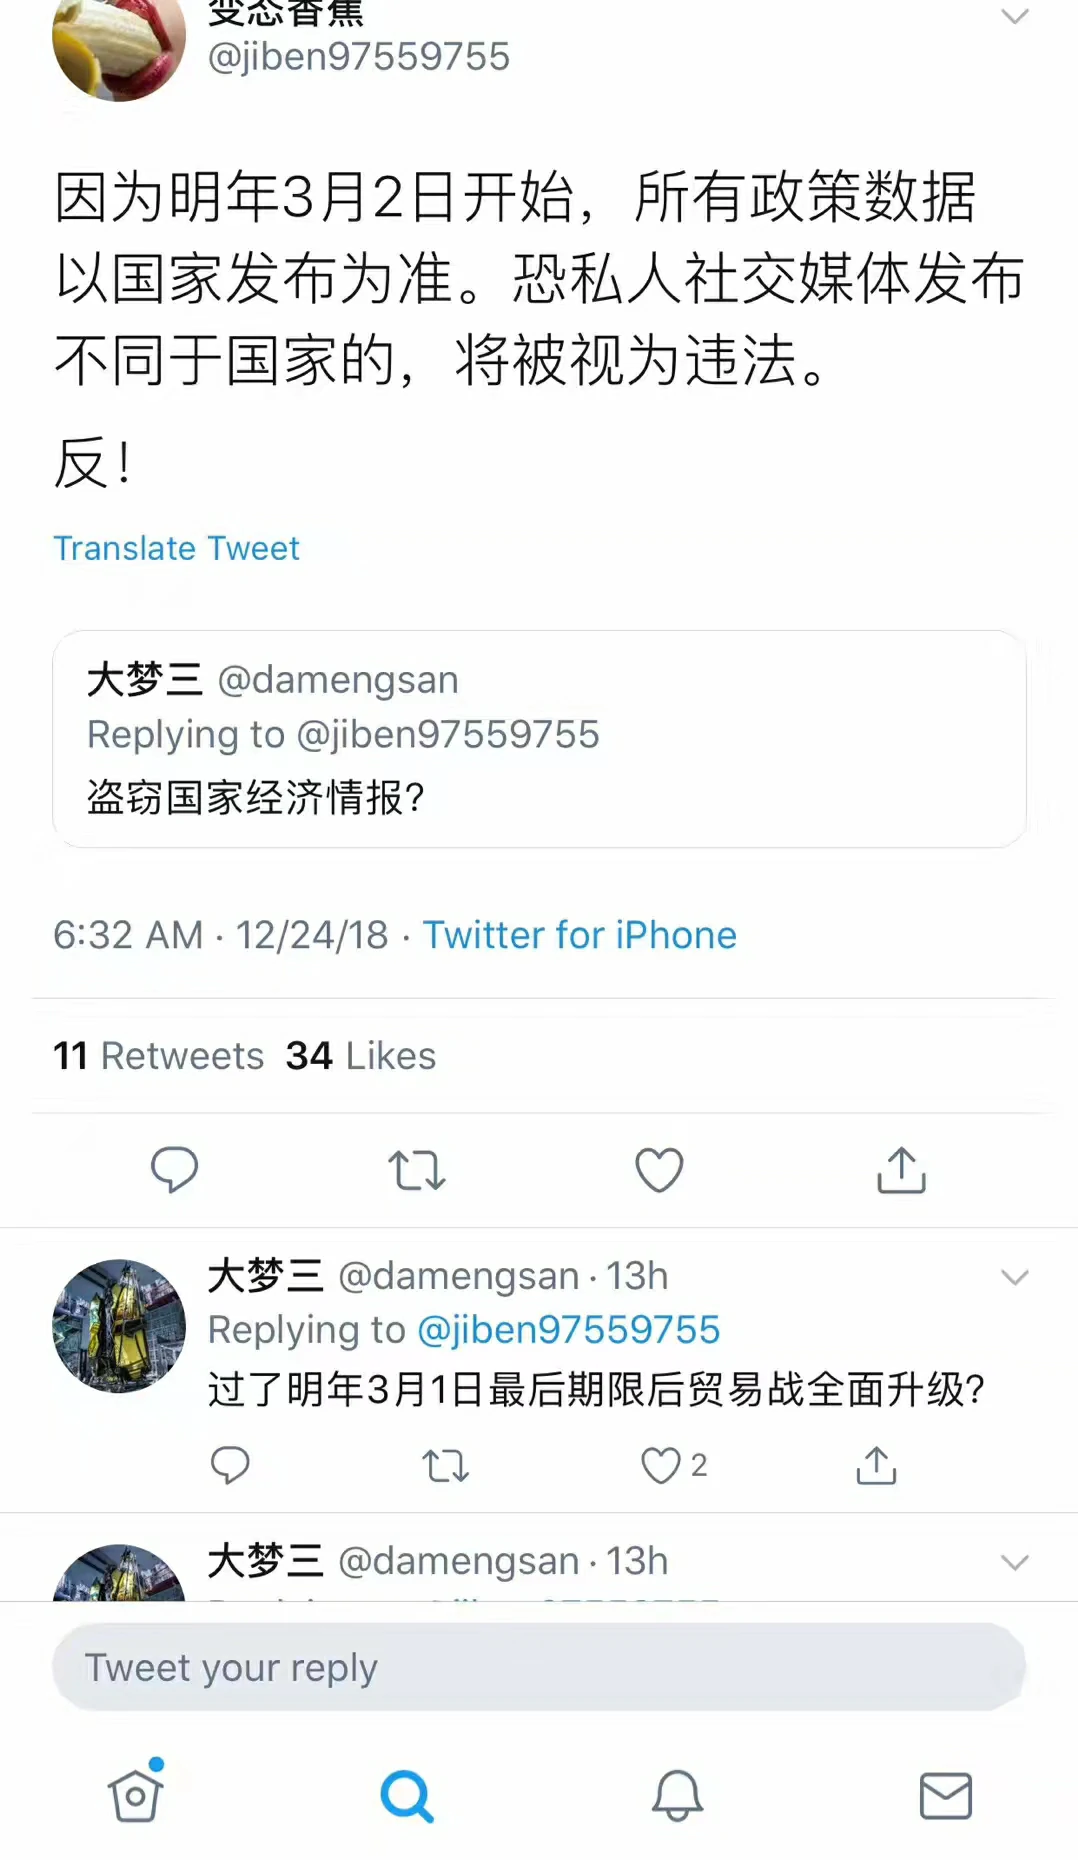 变态香蕉
@jiben97559755
因为明年3月2日开始，所有政策数据
以国家发布为准。恐私人社交媒体发布
不同于国家的，将被视为违法。
反！
Translate Tweet
大梦三 @damengsan
Replying to @jiben97559755
盗窃国家经济情报?
6:32 AM · 12/24/18 · Twitter for iPhone
11 Retweets 34 Likes
大梦三 @damengsan · 13h
Replying to @jiben97559755
过了明年3月1日最后期限后贸易战全面升级?
2
大梦三 @damengsan · 13h
Tweet your reply